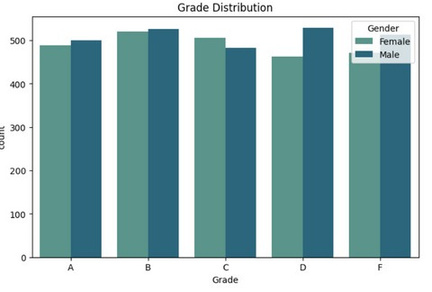 Grade Distribution
Gender
Female
Male
500
400
300
200
100
0
count
A B C D F
Grade